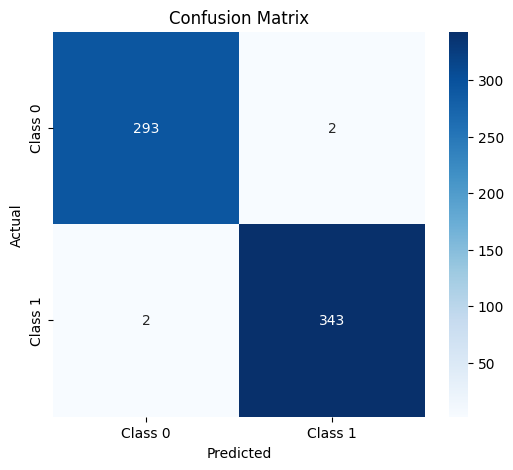 Confusion Matrix
Class 0
293
2
300
250
200
150
100
50
Actual
Class 1
2
343
Class 0
Class 1
Predicted